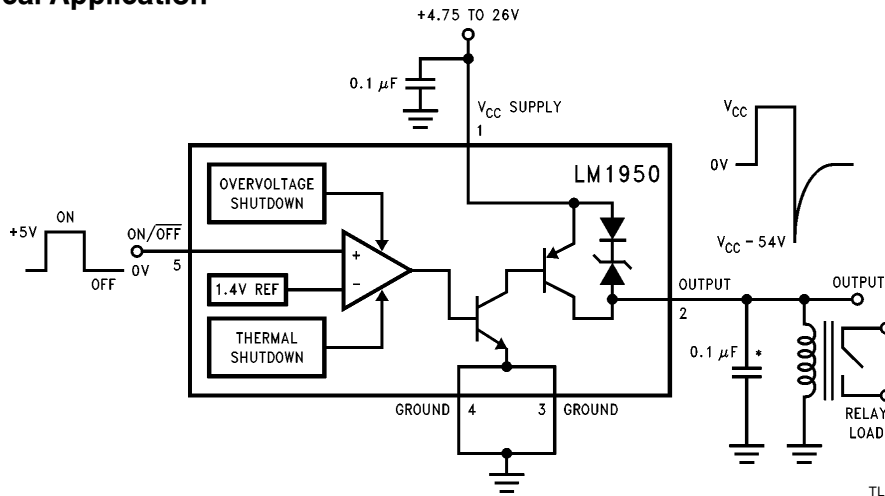 cal Application
+4.75 TO 26V
0.1 μF
VCC SUPPLY
1
LM1950
OVERVOLTAGE
SHUTDOWN
VCC
0V
VCC - 54V
+5V
ON
OFF
ON/OFF
0V
5
+
-
1.4V REF
THERMAL
SHUTDOWN
OUTPUT
2
OUTPUT
0.1 μF
*
GROUND
4
3
GROUND
RELAY
LOAD
TL